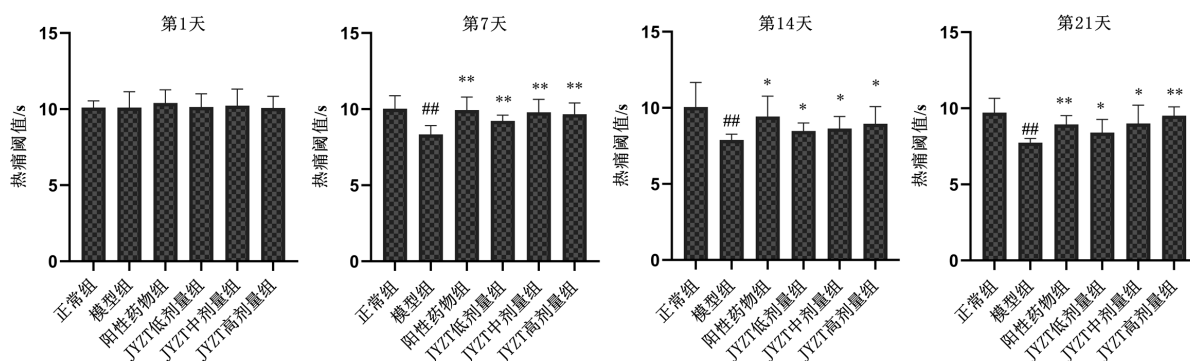 第1天
15
10
5
0
热痛阈值/s
正常组
模型组
阳性药物组
JYZT低剂量组
JYZT中剂量组
JYZT高剂量组
第7天
15
10
5
0
热痛阈值/s
##
**
**
**
**
正常组
模型组
阳性药物组
JYZT低剂量组
JYZT中剂量组
JYZT高剂量组
第14天
15
10
5
0
热痛阈值/s
##
*
*
*
*
正常组
模型组
阳性药物组
JYZT低剂量组
JYZT中剂量组
JYZT高剂量组
第21天
15
10
5
0
热痛阈值/s
##
**
*
*
**
正常组
模型组
阳性药物组
JYZT低剂量组
JYZT中剂量组
JYZT高剂量组